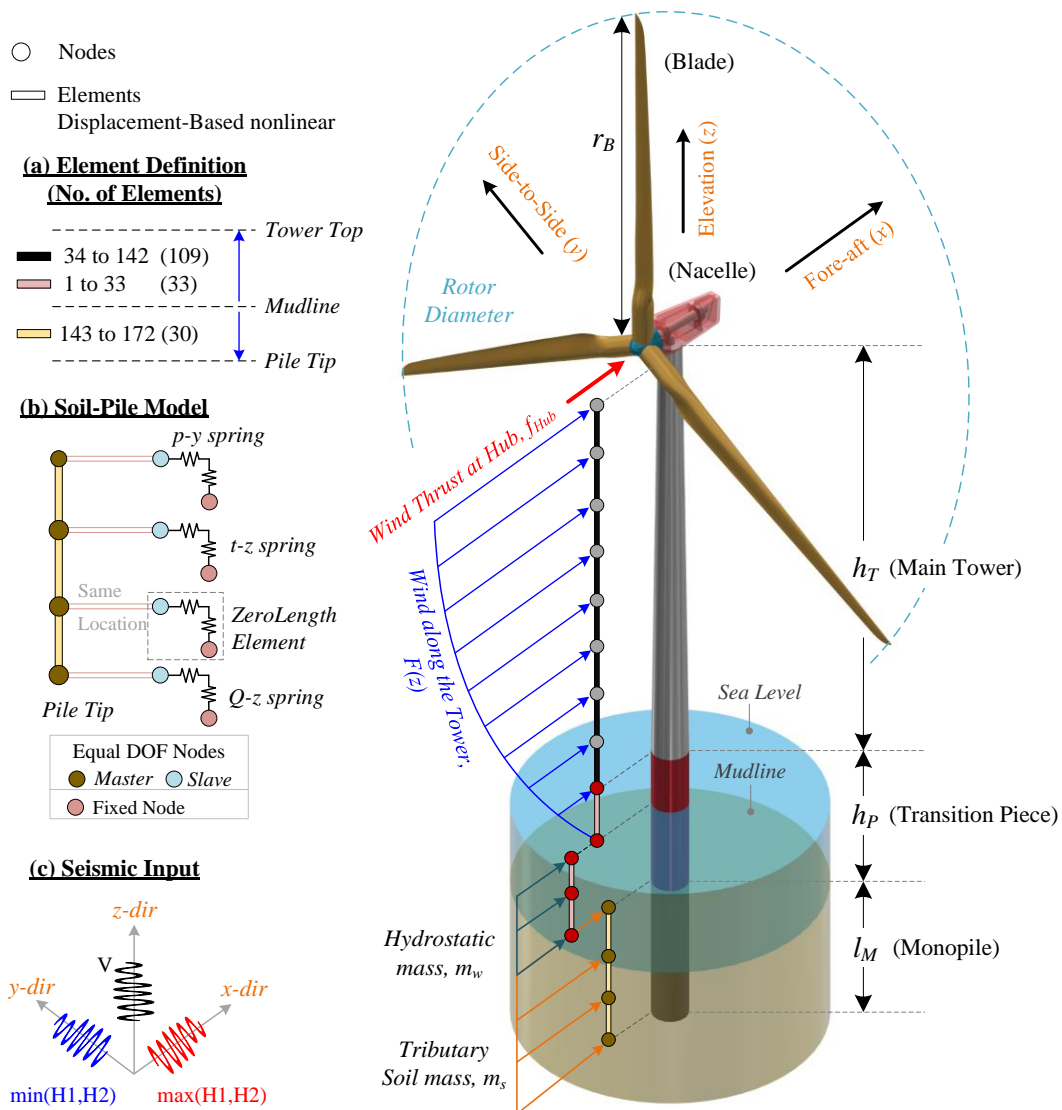 Nodes
Elements
Displacement-Based nonlinear
(a) Element Definition
(No. of Elements)
Tower Top
34 to 142 (109)
1 to 33 (33)
Mudline
143 to 172 (30)
Pile Tip
(b) Soil-Pile Model
p-y spring
t-z spring
Same
Location
ZeroLength
Element
Q-z spring
Pile Tip
Equal DOF Nodes
Master
Slave
Fixed Node
(c) Seismic Input
z-dir
V
y-dir
x-dir
min(H1,H2)
max(H1,H2)
(Blade)
r_B
Side-to-Side (y)
Elevation (z)
Fore-aft (x)
(Nacelle)
Rotor
Diameter
Wind Thrust at Hub, f_Hub
Wind along the Tower,
F(z)
h_T (Main Tower)
Sea Level
Mudline
h_P (Transition Piece)
l_M (Monopile)
Hydrostatic
mass, m_w
Tributary
Soil mass, m_s